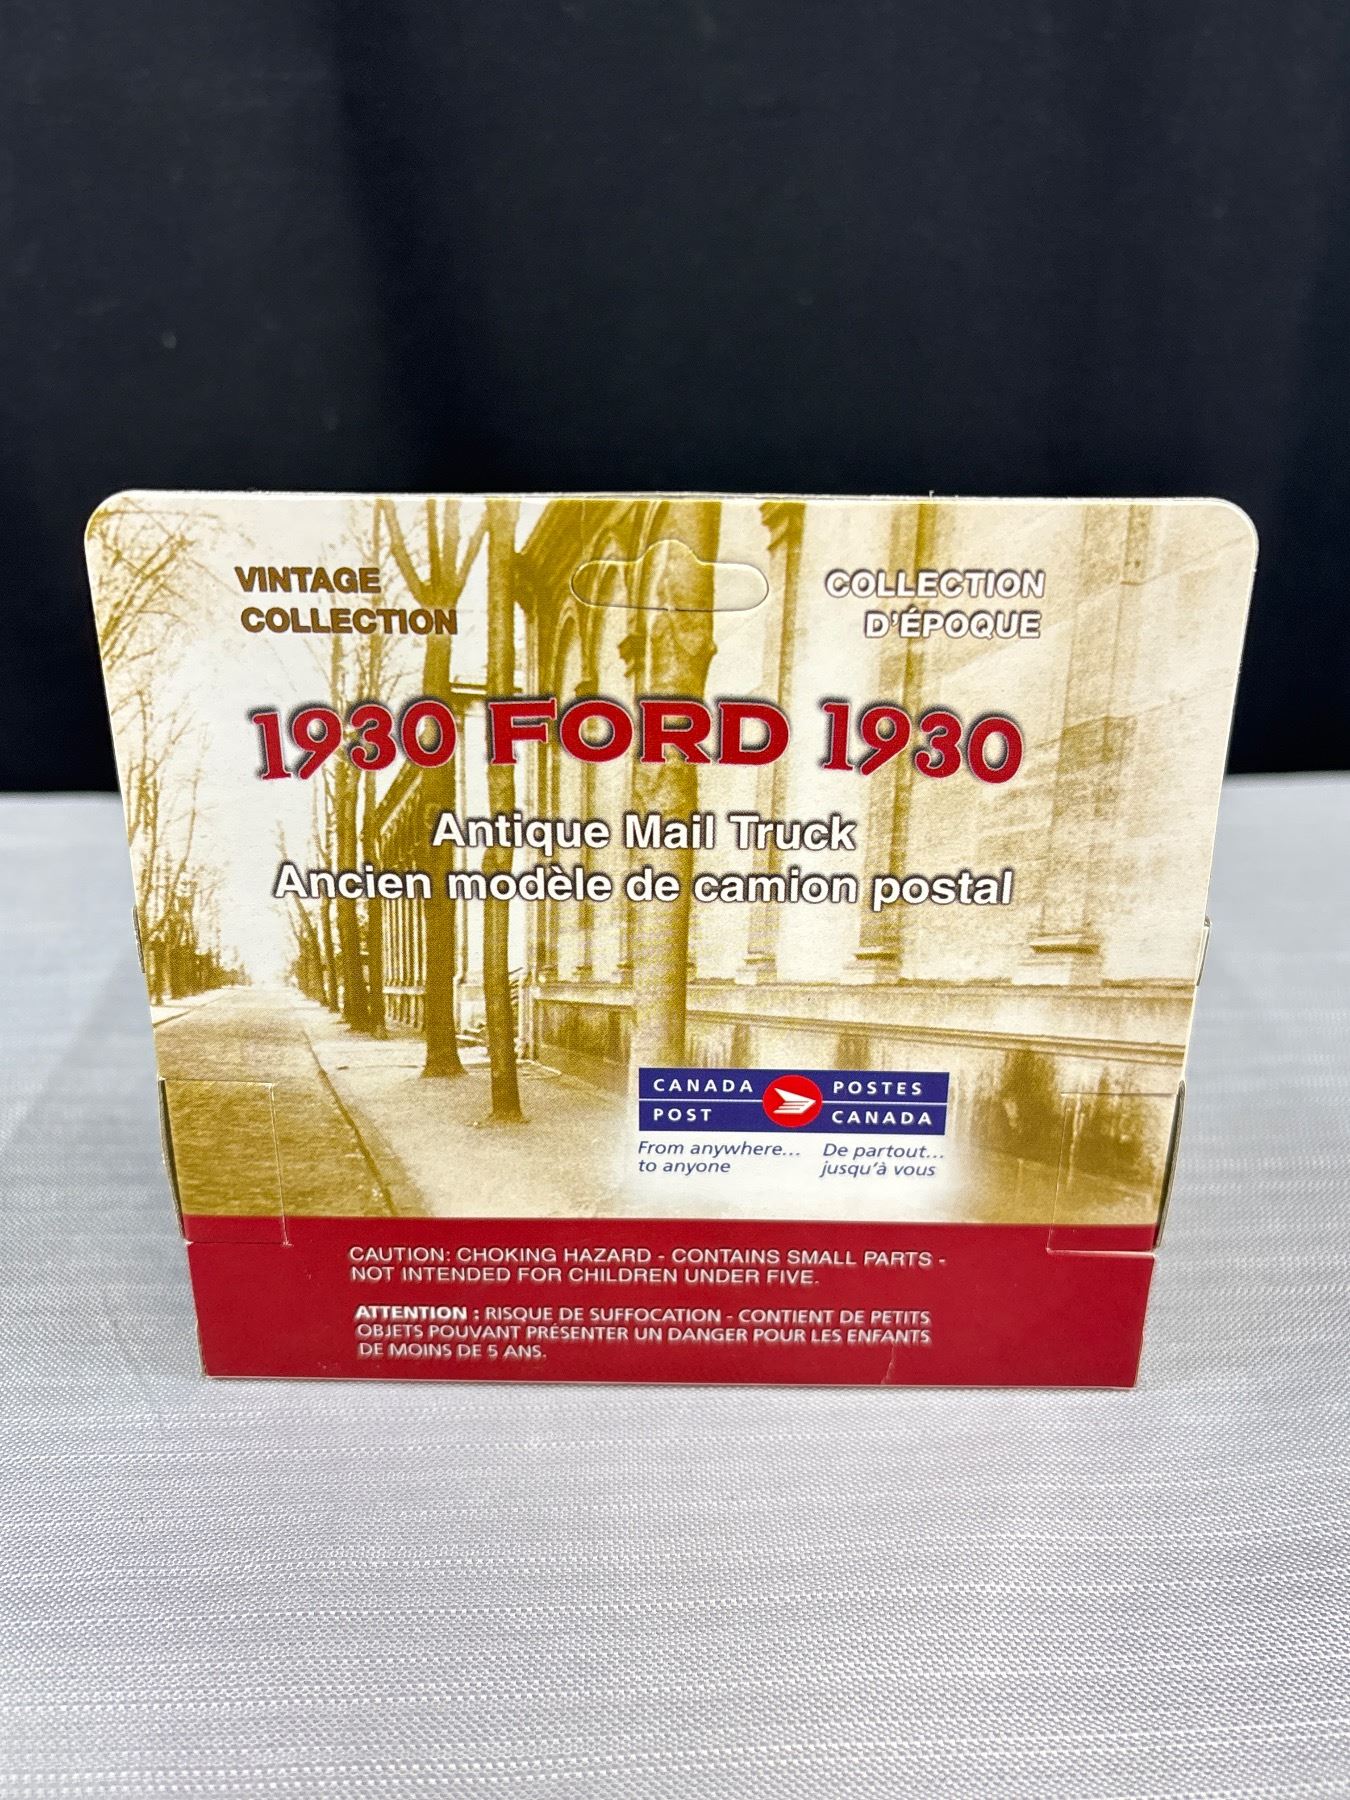 VINTAGE
COLLECTION
COLLECTION
D'ÉPOQUE
1930 FORD 1930
Antique Mail Truck
Ancien modèle de camion postal
CANADA
POST
POSTES
CANADA
From anywhere...
to anyone
De partout...
jusqu'à vous
CAUTION: CHOKING HAZARD - CONTAINS SMALL PARTS -
NOT INTENDED FOR CHILDREN UNDER FIVE.
ATTENTION : RISQUE DE SUFFOCATION - CONTIENT DE PETITS
OBJETS POUVANT PRÉSENTER UN DANGER POUR LES ENFANTS
DE MOINS DE 5 ANS.